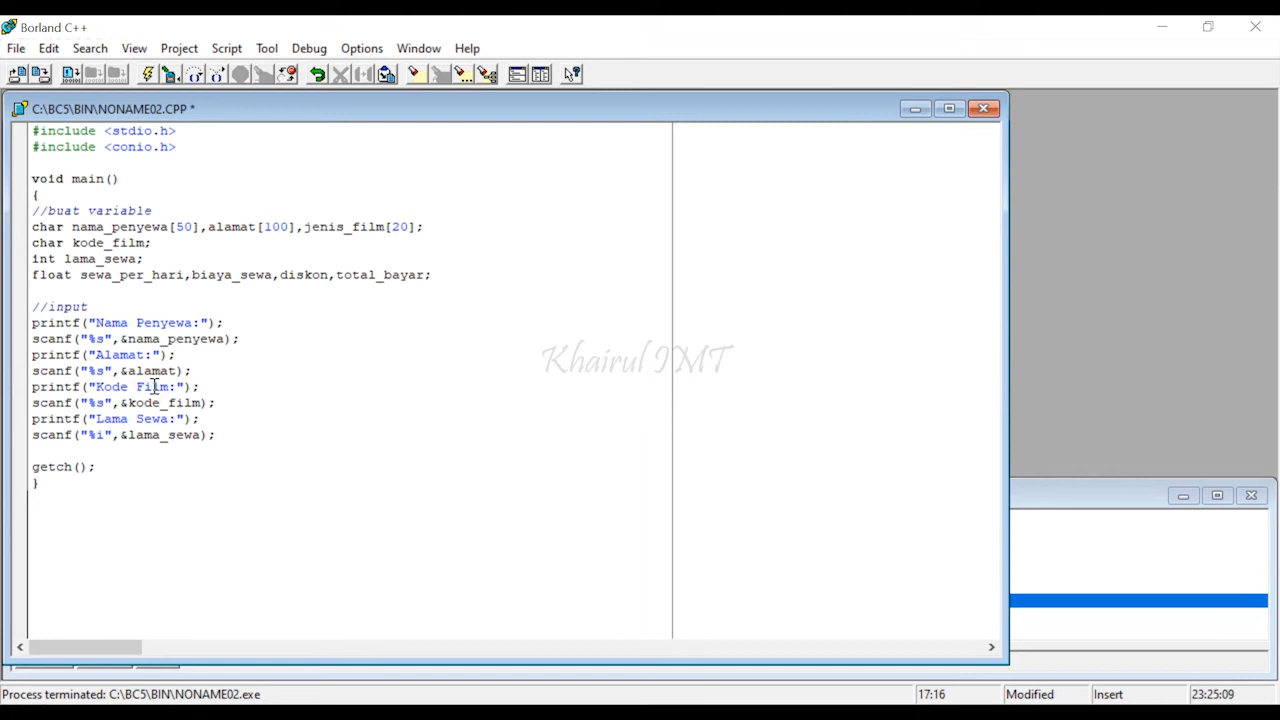 Borland C++
File Edit Search View Project Script Tool Debug Options Window Help
C:\BC5\BIN\NONAME02.CPP *
#include <stdio.h>
#include <conio.h>
void main()
{
//buat variable
char nama_penyewa[50],alamat[100],jenis_film[20];
char kode_film;
int lama_sewa;
float sewa_per_hari,biaya_sewa,diskon,total_bayar;
//input
printf("Nama Penyewa:");
scanf("%s",&nama_penyewa);
printf("Alamat:");
scanf("%s",&alamat);
printf("Kode Film:");
scanf("%s",&kode_film);
printf("Lama Sewa:");
scanf("%i",&lama_sewa);
getch();
}
Khairul IMT
Process terminated: C:\BC5\BIN\NONAME02.exe 17:16 Modified Insert 23:25:09